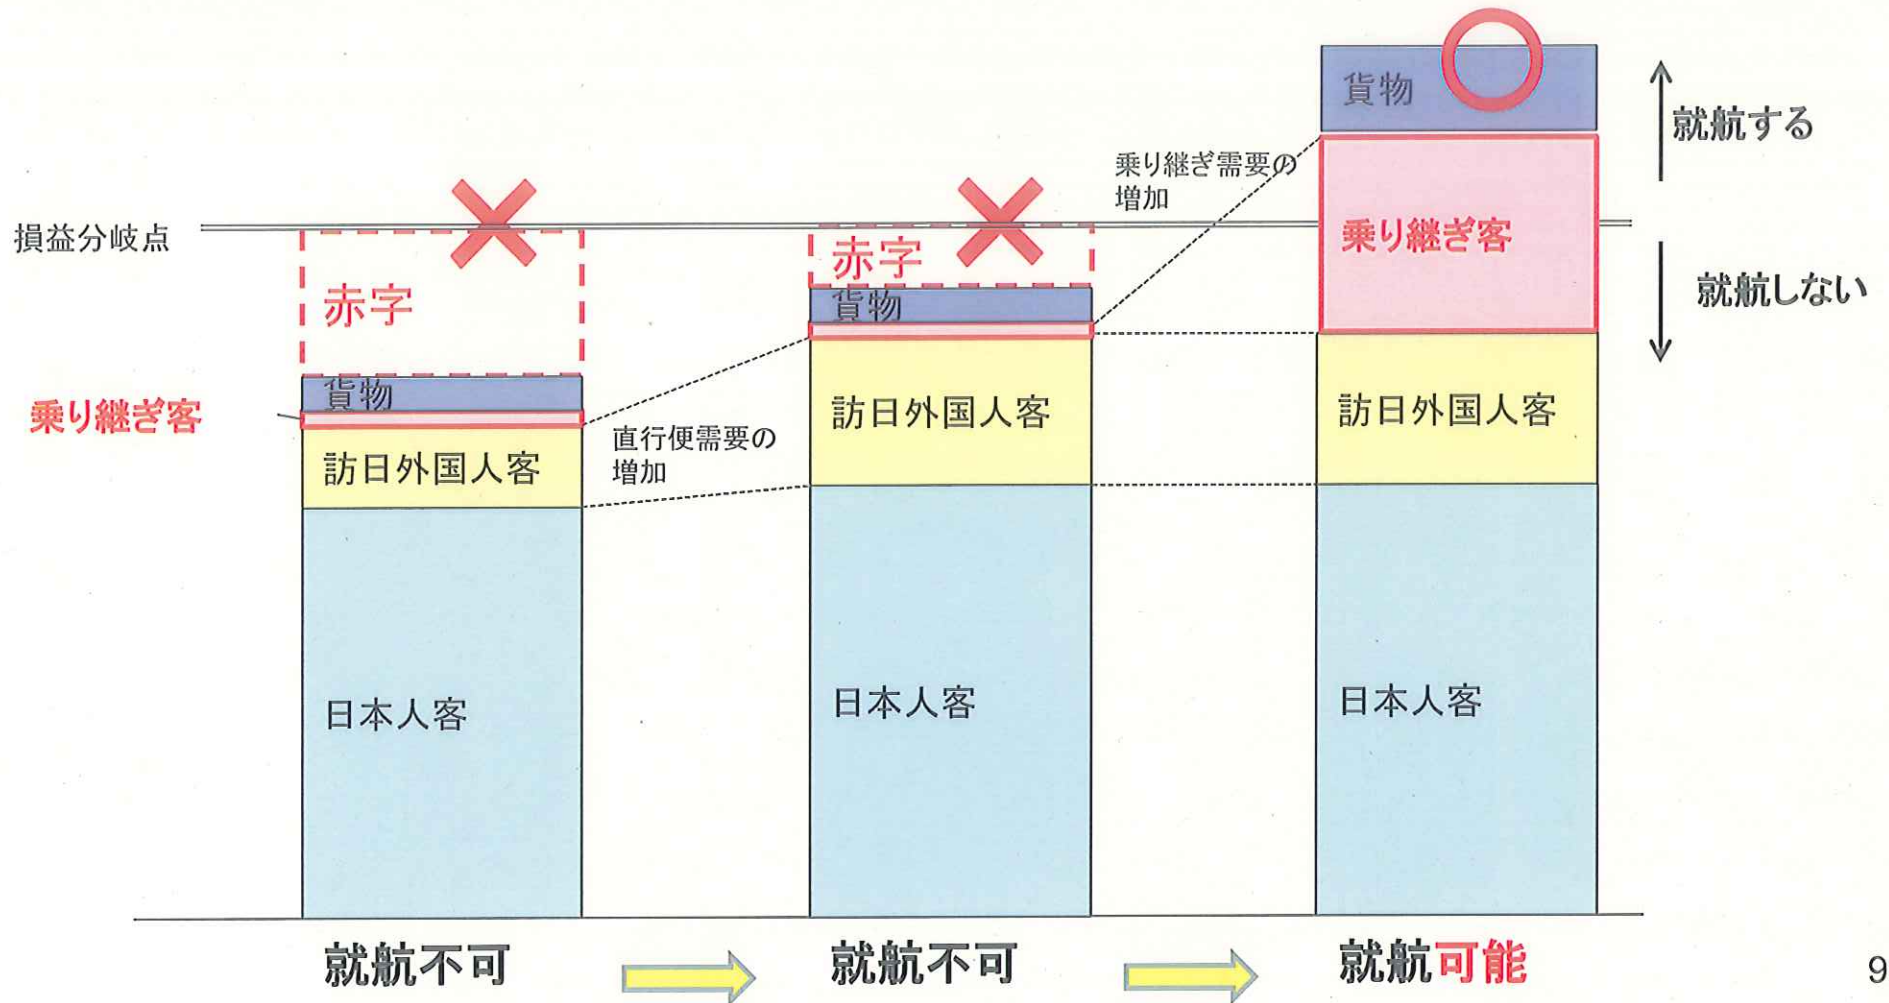 貨物
就航する
乗り継ぎ需要の
増加
損益分岐点
赤字
赤字
乗り継ぎ客
就航しない
貨物
貨物
乗り継ぎ客
訪日外国人客
直行便需要の
増加
訪日外国人客
訪日外国人客
日本人客
日本人客
日本人客
就航不可
就航不可
就航可能
9